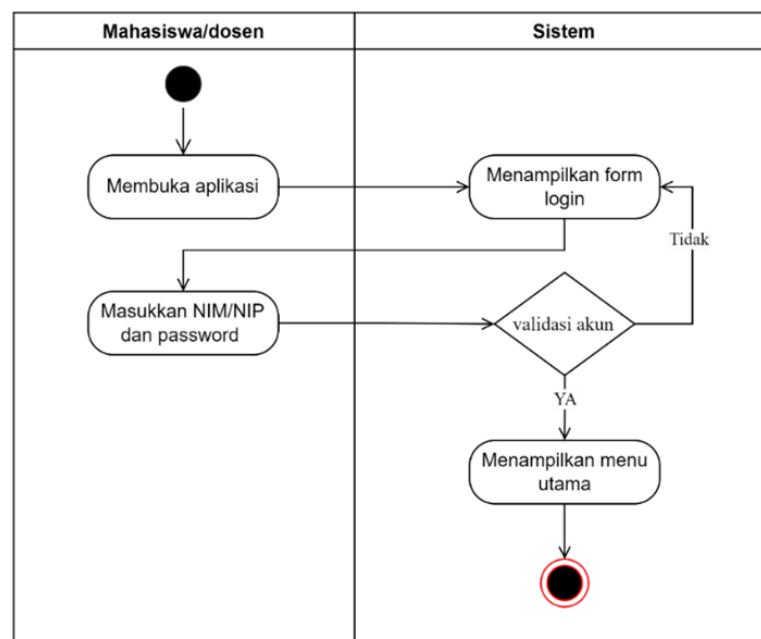 Mahasiswa/dosen
Sistem
Membuka aplikasi
Menampilkan form
login
Tidak
Masukkan NIM/NIP
dan password
validasi akun
YA
Menampilkan menu
utama